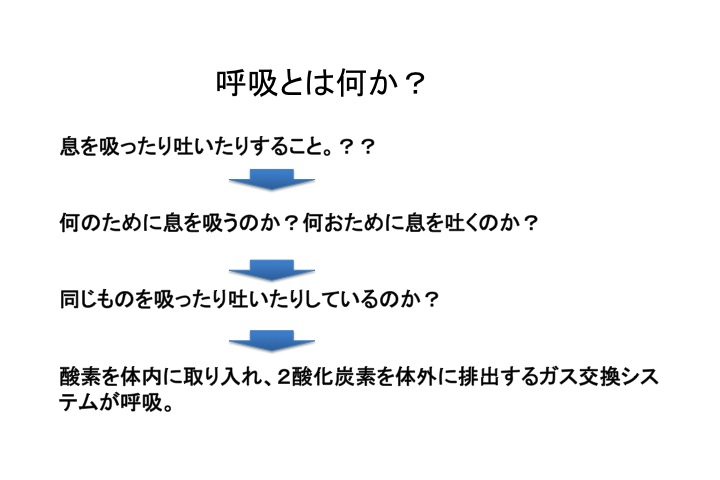 呼吸とは何か？
息を吸ったり吐いたりすること。？？
何のために息を吸うのか？何おために息を吐くのか？
同じものを吸ったり吐いたりしているのか？
酸素を体内に取り入れ、２酸化炭素を体外に排出するガス交換シス
テムが呼吸。